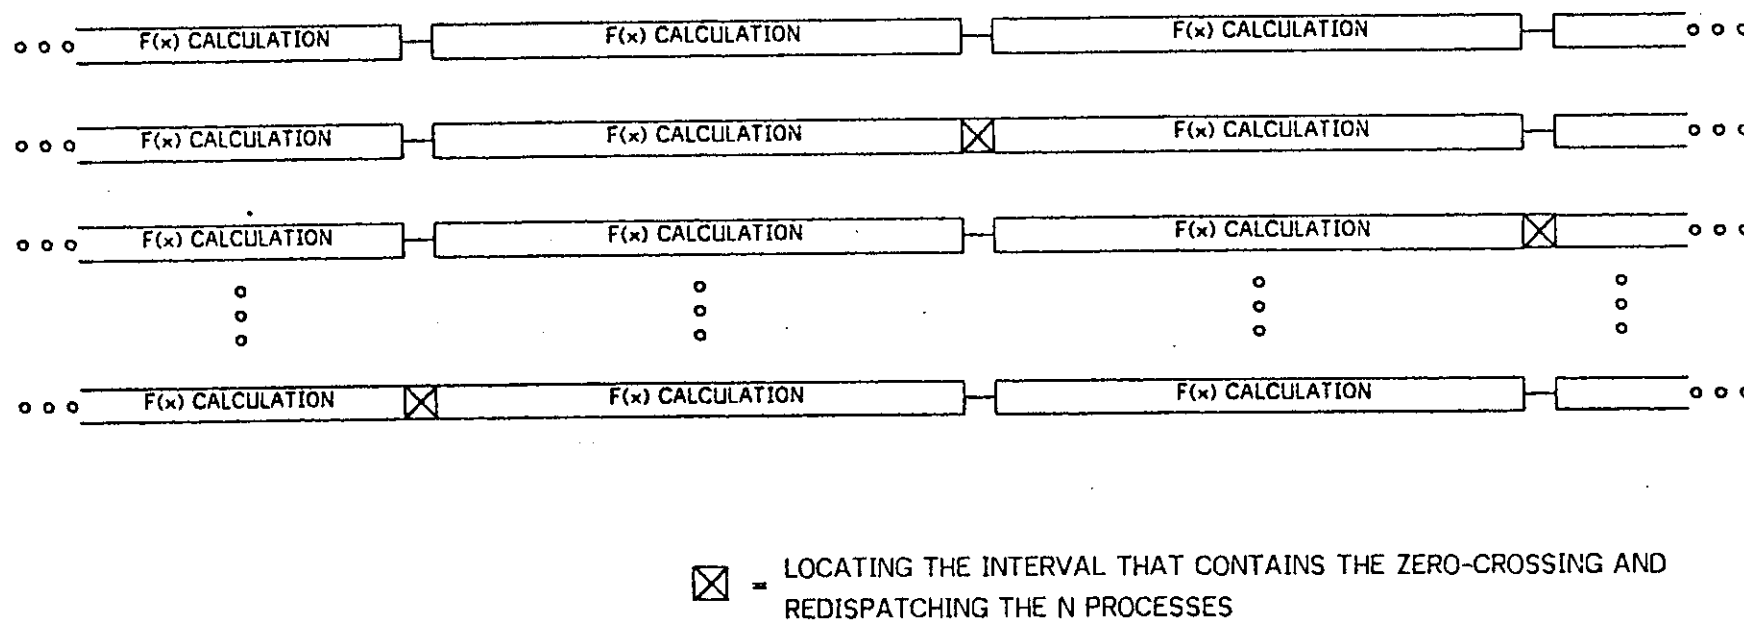 F(x) CALCULATION F(x) CALCULATION F(x) CALCULATION
F(x) CALCULATION F(x) CALCULATION F(x) CALCULATION
F(x) CALCULATION F(x) CALCULATION F(x) CALCULATION
F(x) CALCULATION F(x) CALCULATION F(x) CALCULATION
= LOCATING THE INTERVAL THAT CONTAINS THE ZERO-CROSSING AND
REDISPATCHING THE N PROCESSES